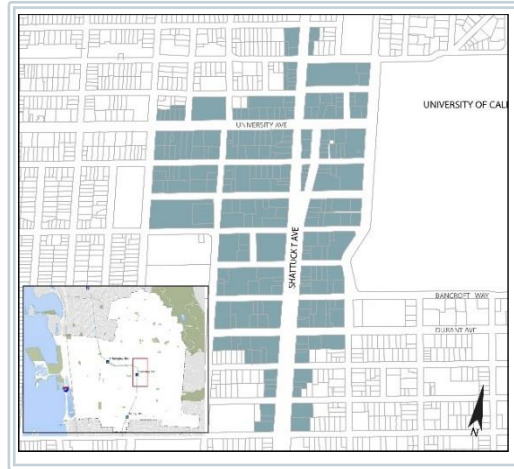 UNIVERSITY OF CALI
UNIVERSITY AVE
SHATTUCK AVE
BANCROFT WAY
DURANT AVE
N